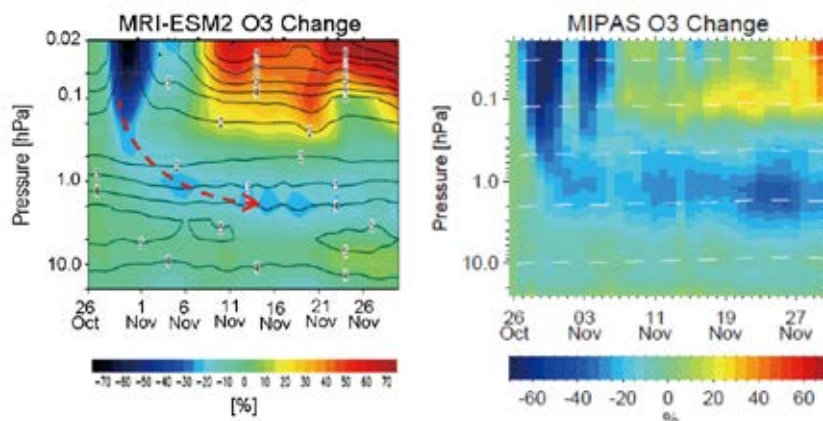 MRI-ESM2 O3 Change
Pressure [hPa]
0.02
0.1
1.0
10.0
26 Oct
1 Nov
6 Nov
11 Nov
16 Nov
21 Nov
26 Nov
-70 -60 -50 -40 -30 -20 -10 0 10 20 30 40 50 60 70
[%]
MIPAS O3 Change
Pressure [hPa]
0.1
1.0
10.0
26 Oct
03 Nov
11 Nov
19 Nov
27 Nov
-60 -40 -20 0 20 40 60
%